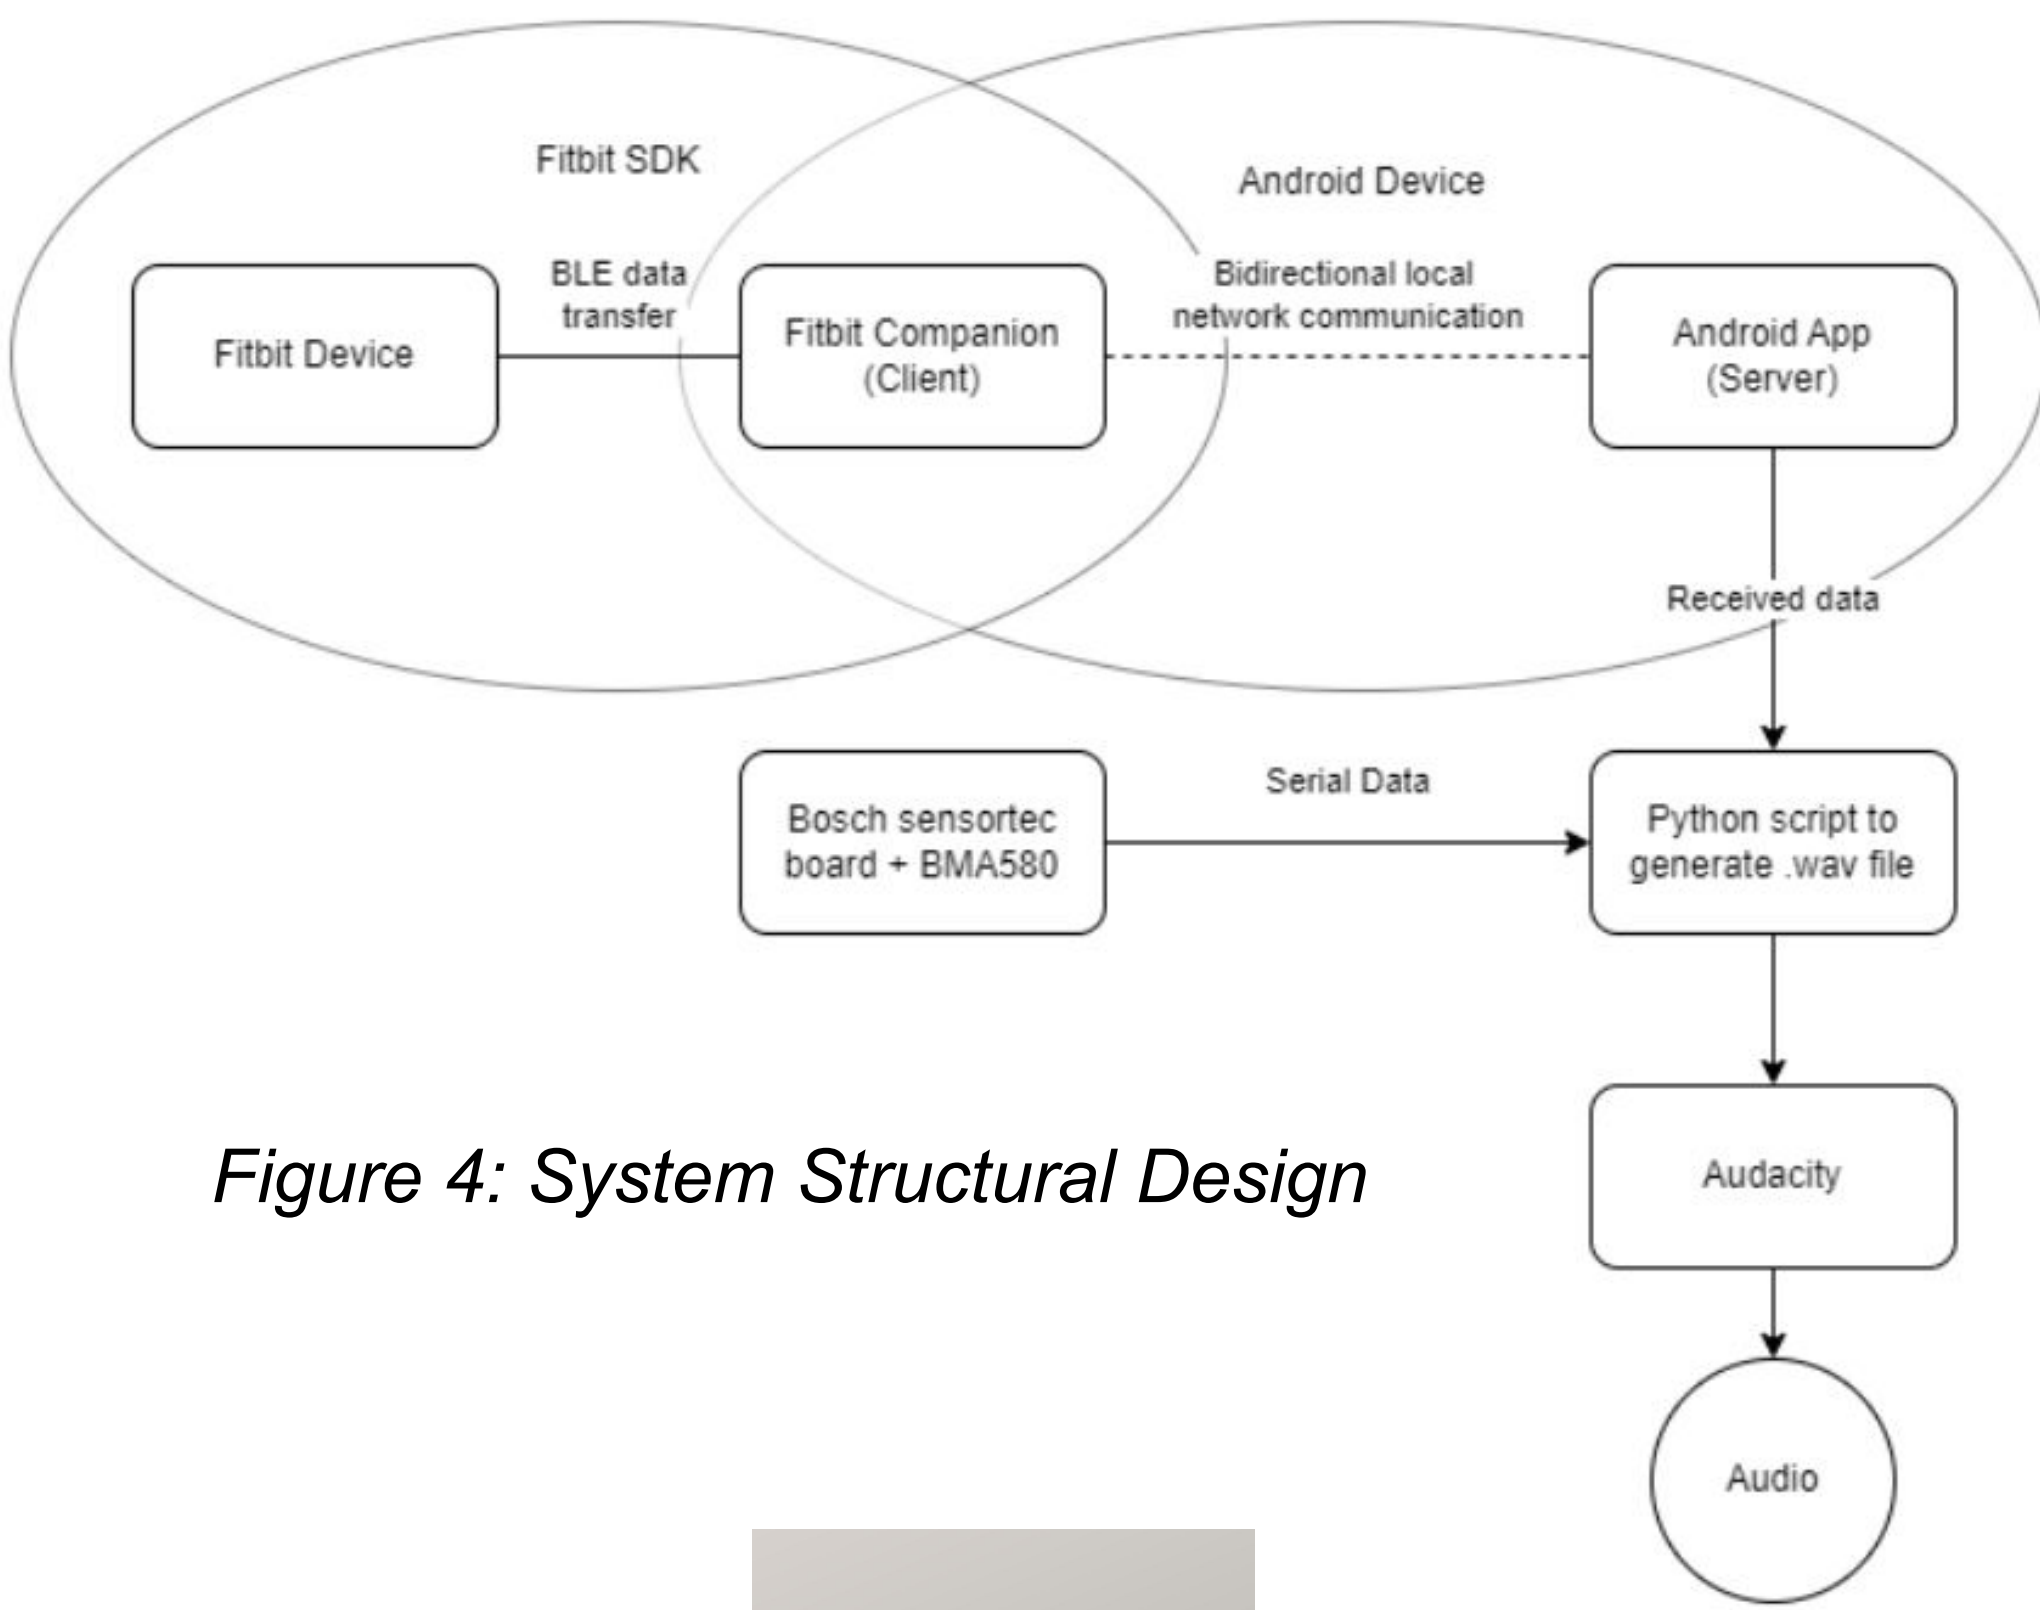 Fitbit SDK
Android Device
Fitbit Device
BLE data
transfer
Fitbit Companion
(Client)
Bidirectional local
network communication
Android App
(Server)
Received data
Bosch sensortec
board + BMA580
Serial Data
Python script to
generate .wav file
Figure 4: System Structural Design
Audacity
Audio